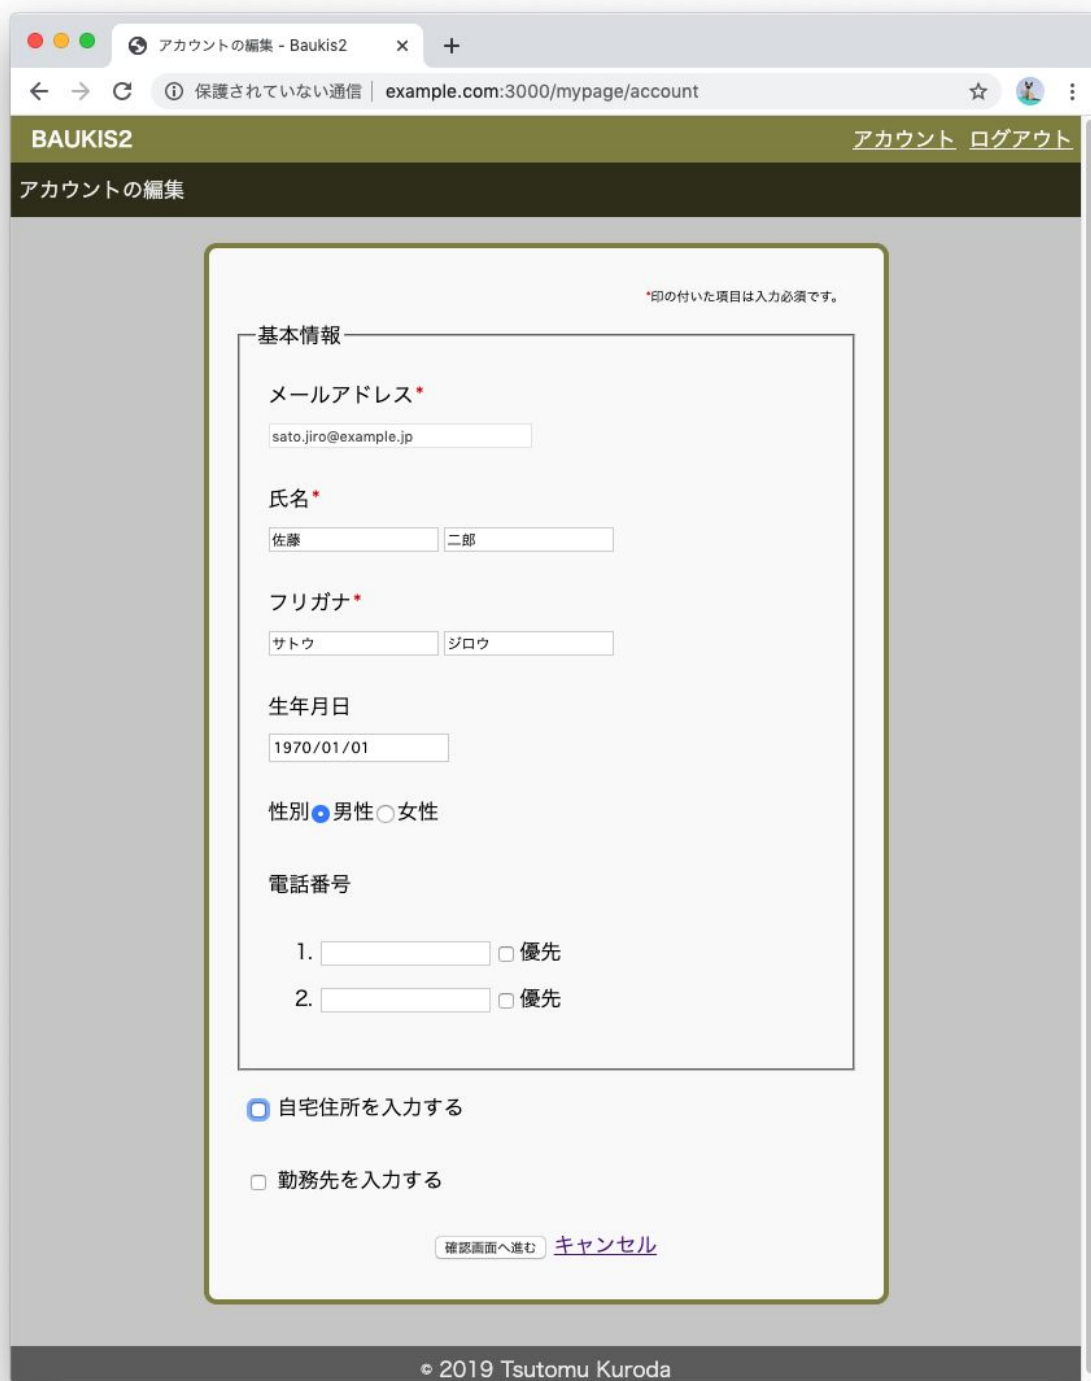 アカウントの編集 - Baukis2
保護されていない通信 | example.com:3000/mypage/account
BAUKIS2 アカウント ログアウト
アカウントの編集
*印の付いた項目は入力必須です。
基本情報
メールアドレス*
sato.jiro@example.jp
氏名*
佐藤 二郎
フリガナ*
サトウ ジロウ
生年月日
1970/01/01
性別 男性 女性
電話番号
1. 優先
2. 優先
自宅住所を入力する
勤務先を入力する
確認画面へ進む キャンセル
© 2019 Tsutomu Kuroda